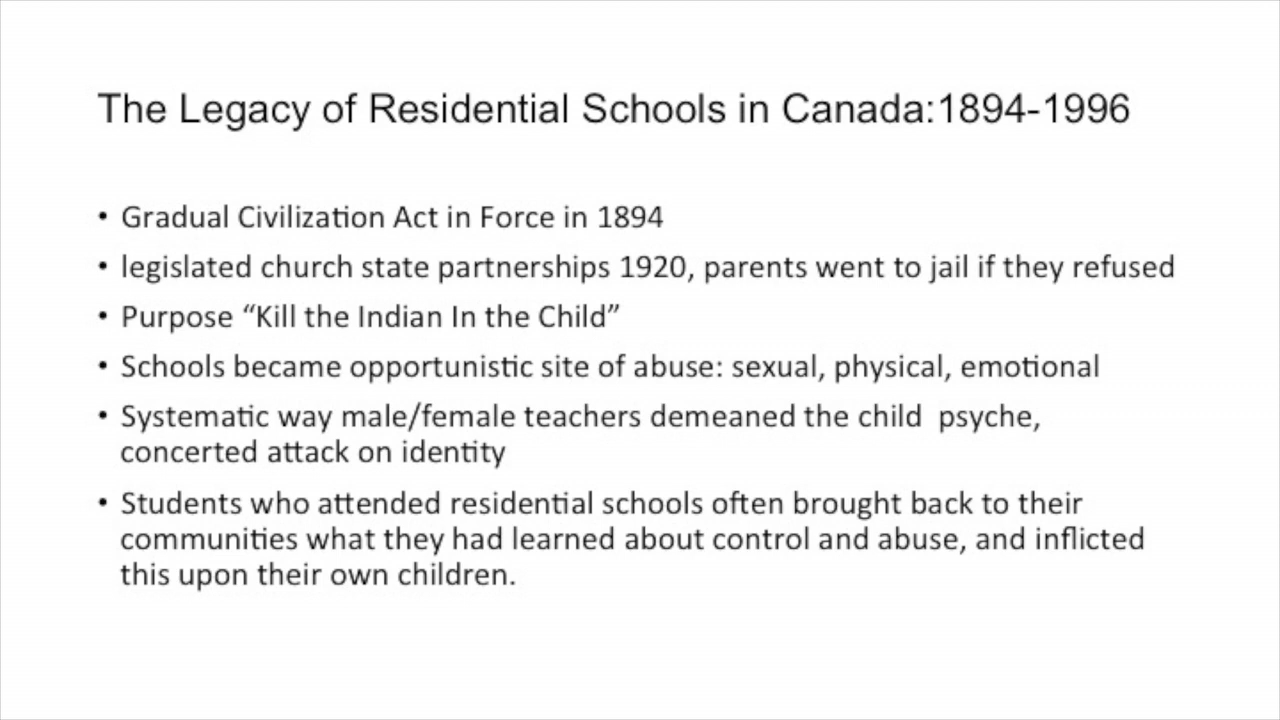 The Legacy of Residential Schools in Canada:1894-1996
• Gradual Civilization Act in Force in 1894
• legislated church state partnerships 1920, parents went to jail if they refused
• Purpose “Kill the Indian In the Child”
• Schools became opportunistic site of abuse: sexual, physical, emotional
• Systematic way male/female teachers demeaned the child  psyche,
concerted attack on identity
• Students who attended residential schools often brought back to their
communities what they had learned about control and abuse, and inflicted
this upon their own children.